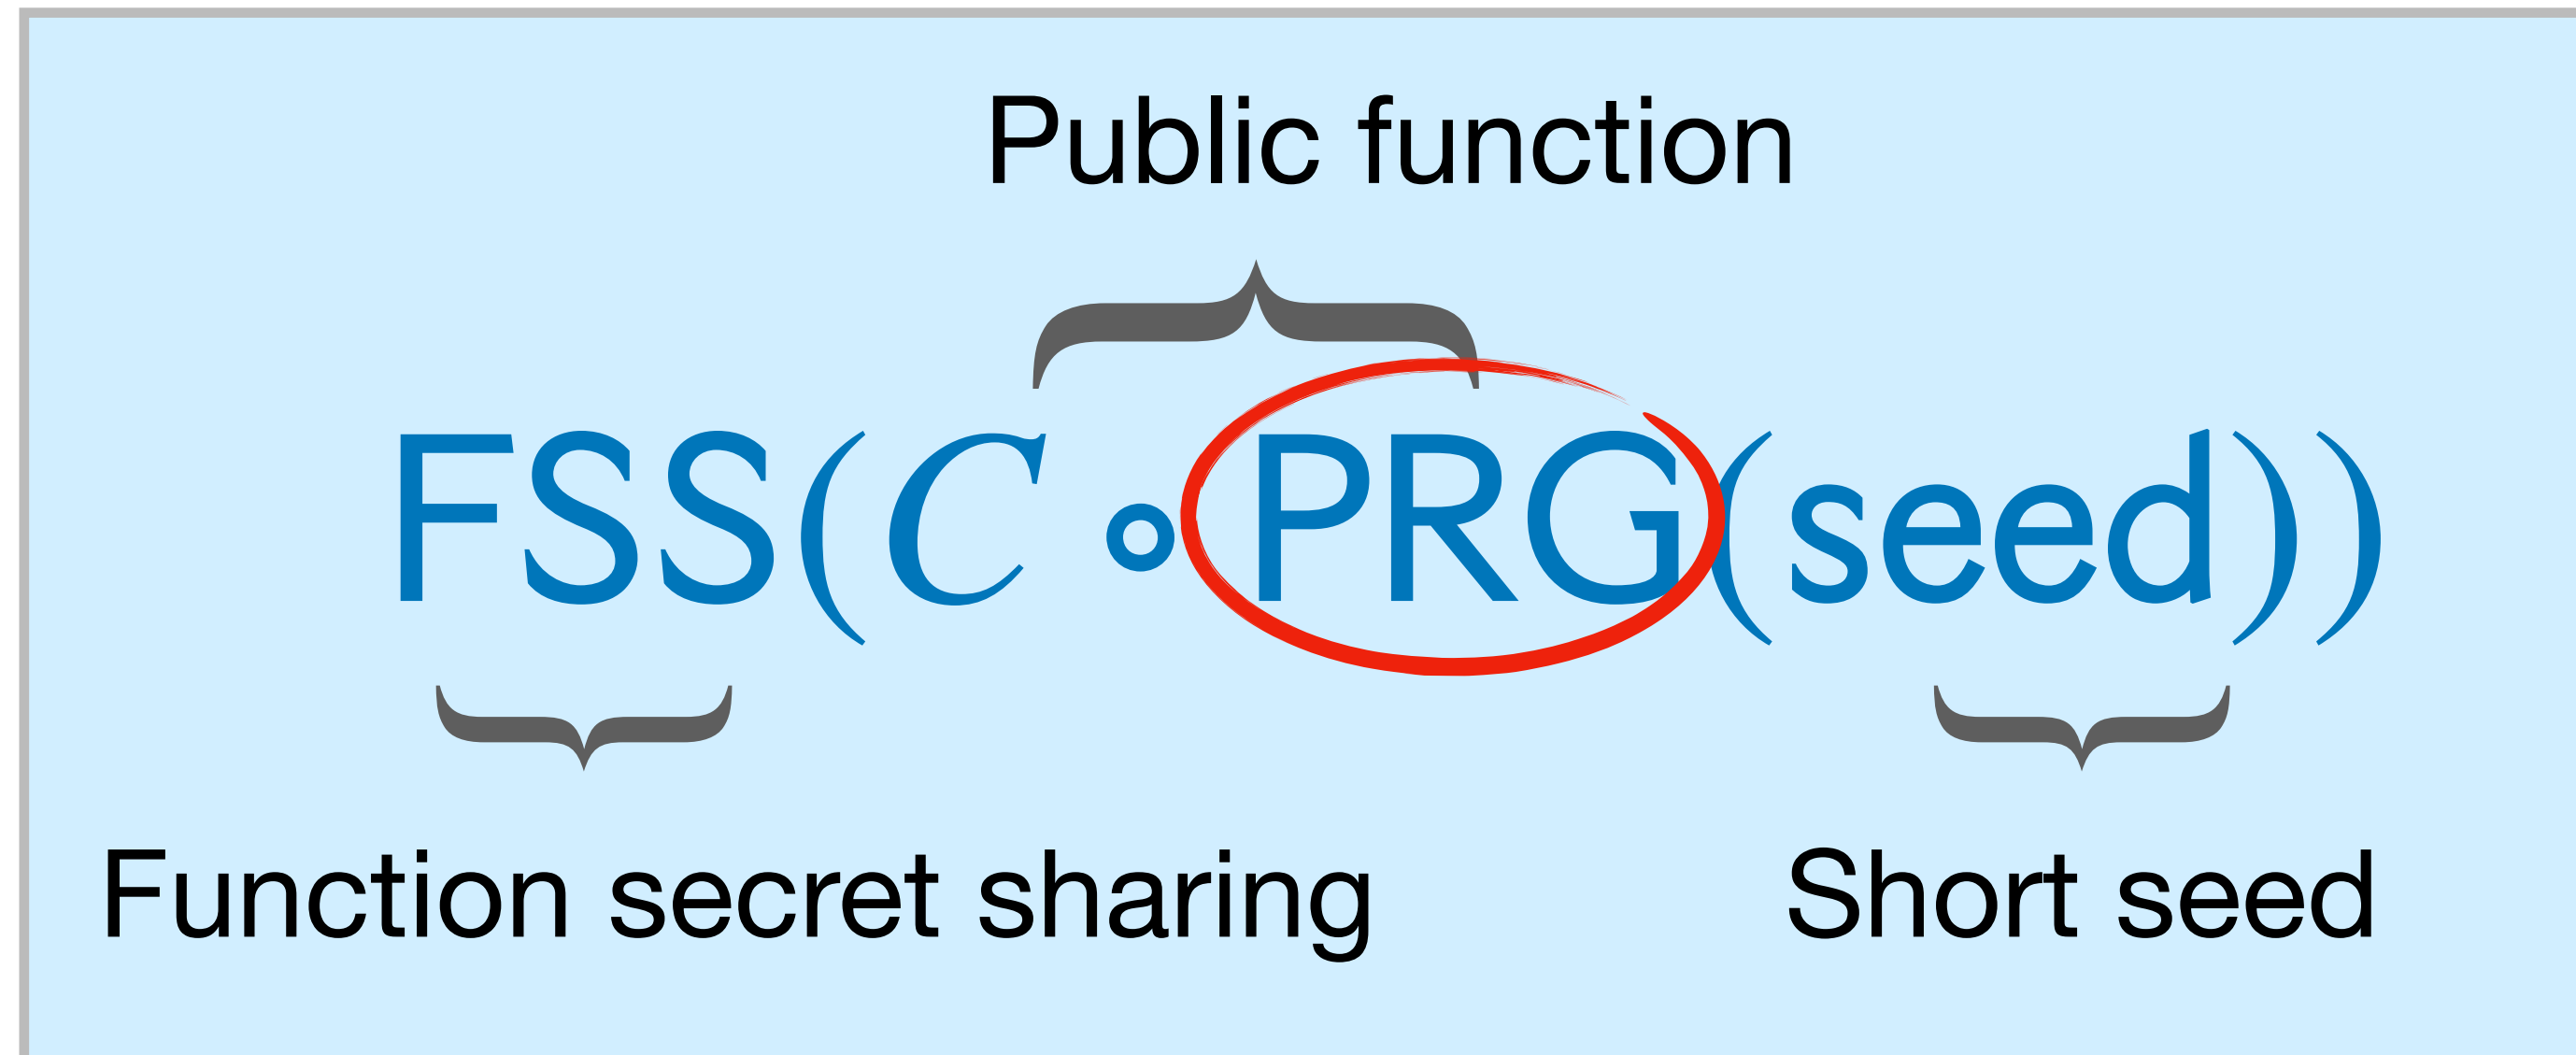 Public function
FSS(C ∘ PRG(seed))
Function secret sharing
Short seed